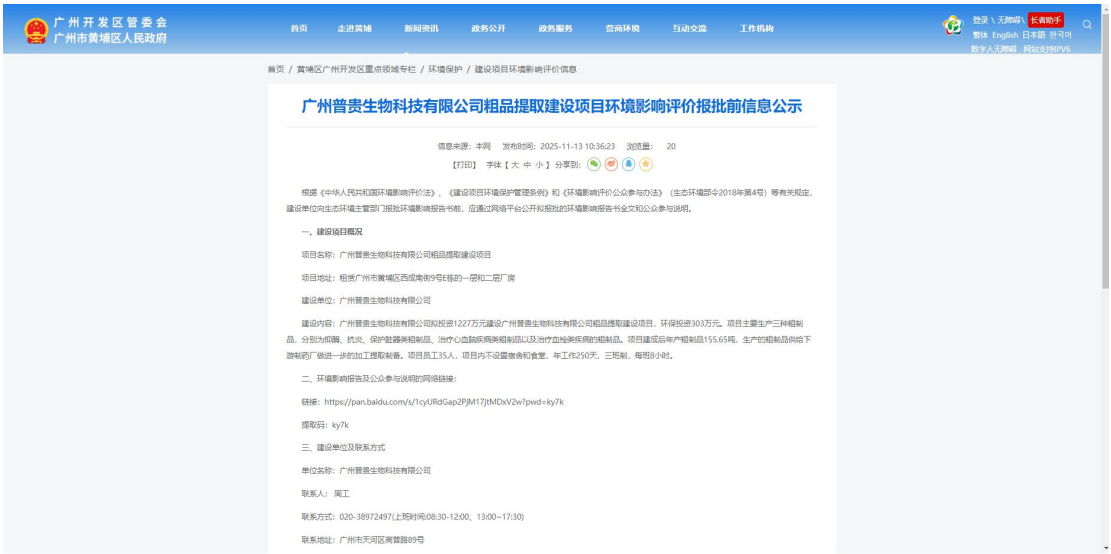 广州开发区管委会
广州市黄埔区人民政府
首页 走进黄埔 新闻资讯 政务公开 政务服务 营商环境 互动交流 工作机构
登录 \ 无障碍 \ 长者助手
繁体 English 日本語 한국어
数字人无障碍 网站支持IPV6
首页 / 黄埔区广州开发区重点领域专栏 / 环境保护 / 建设项目环境影响评价信息
广州普贵生物科技有限公司粗品提取建设项目环境影响评价报批前信息公示
信息来源：本网 发布时间：2025-11-13 10:36:23 浏览量： 20
【打印】 字体【 大 中 小 】 分享到：
根据《中华人民共和国环境影响评价法》、《建设项目环境保护管理条例》和《环境影响评价公众参与办法》（生态环境部令2018年第4号）等有关规定，
建设单位向生态环境主管部门报批环境影响报告书前，应通过网络平台公开拟报批的环境影响报告书全文和公众参与说明。
一、建设项目概况
项目名称：广州普贵生物科技有限公司粗品提取建设项目
项目地址：租赁广州市黄埔区西成南街9号E栋的一层和二层厂房
建设单位：广州普贵生物科技有限公司
建设内容：广州普贵生物科技有限公司拟投资1227万元建设广州普贵生物科技有限公司粗品提取建设项目，环保投资303万元。项目主要生产三种粗制
品，分别为抑酶、抗炎、保护脏器类粗制品、治疗心血脑疾病类粗制品以及治疗血栓类疾病的粗制品。项目建成后年产粗制品155.65吨，生产的粗制品供给下
游制药厂做进一步的加工提取制备。项目员工35人，项目内不设置宿舍和食堂，年工作250天，三班制，每班8小时。
二、环境影响报告及公众参与说明的网络链接：
链接：https://pan.baidu.com/s/1cyURdGap2PjM17jtMDxV2w?pwd=ky7k
提取码：ky7k
三、建设单位及联系方式
单位名称：广州普贵生物科技有限公司
联系人：周工
联系方式：020-38972497(上班时间:08:30-12:00、13:00~17:30)
联系地址：广州市天河区高普路89号